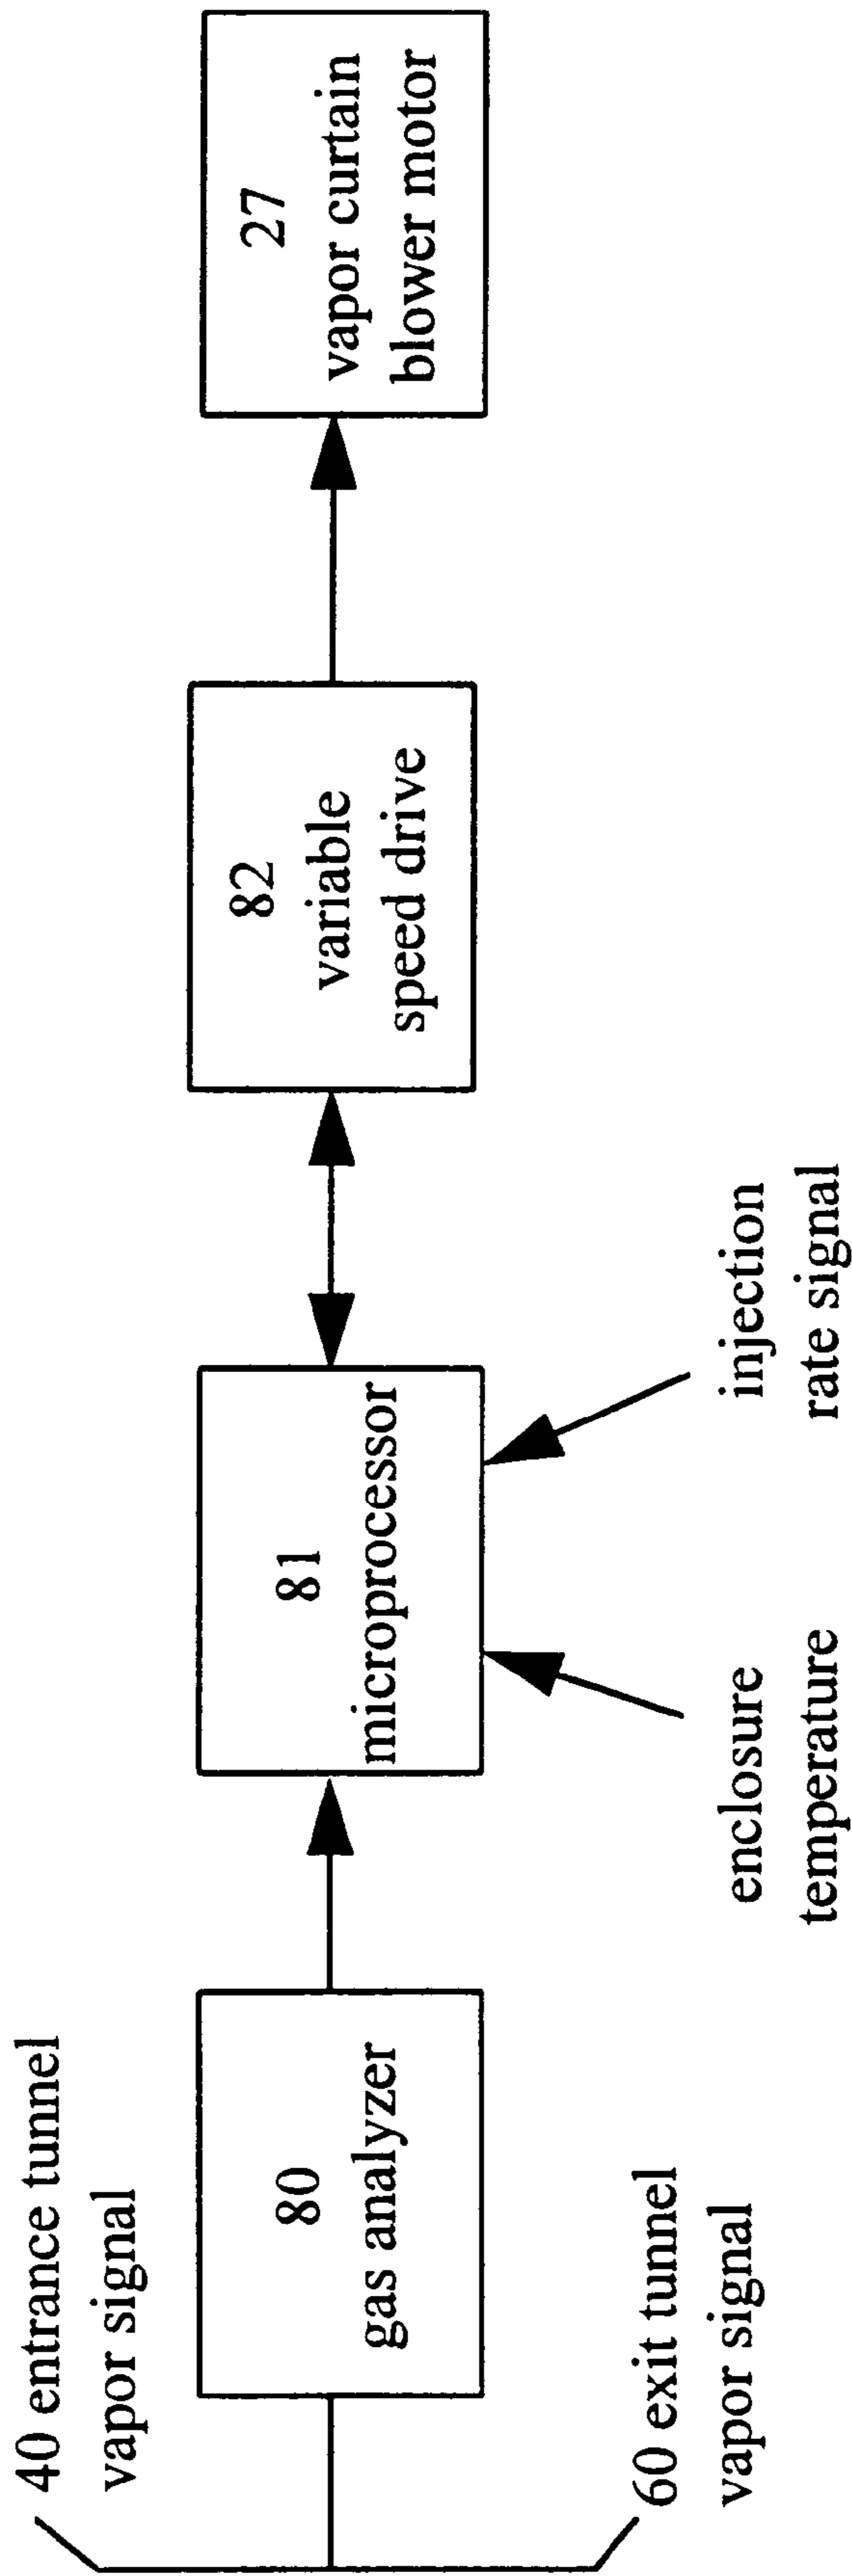 40 entrance tunnel
vapor signal
60 exit tunnel
vapor signal
80
gas analyzer
81
microprocessor
enclosure
temperature
injection
rate signal
82
variable
speed drive
27
vapor curtain
blower motor